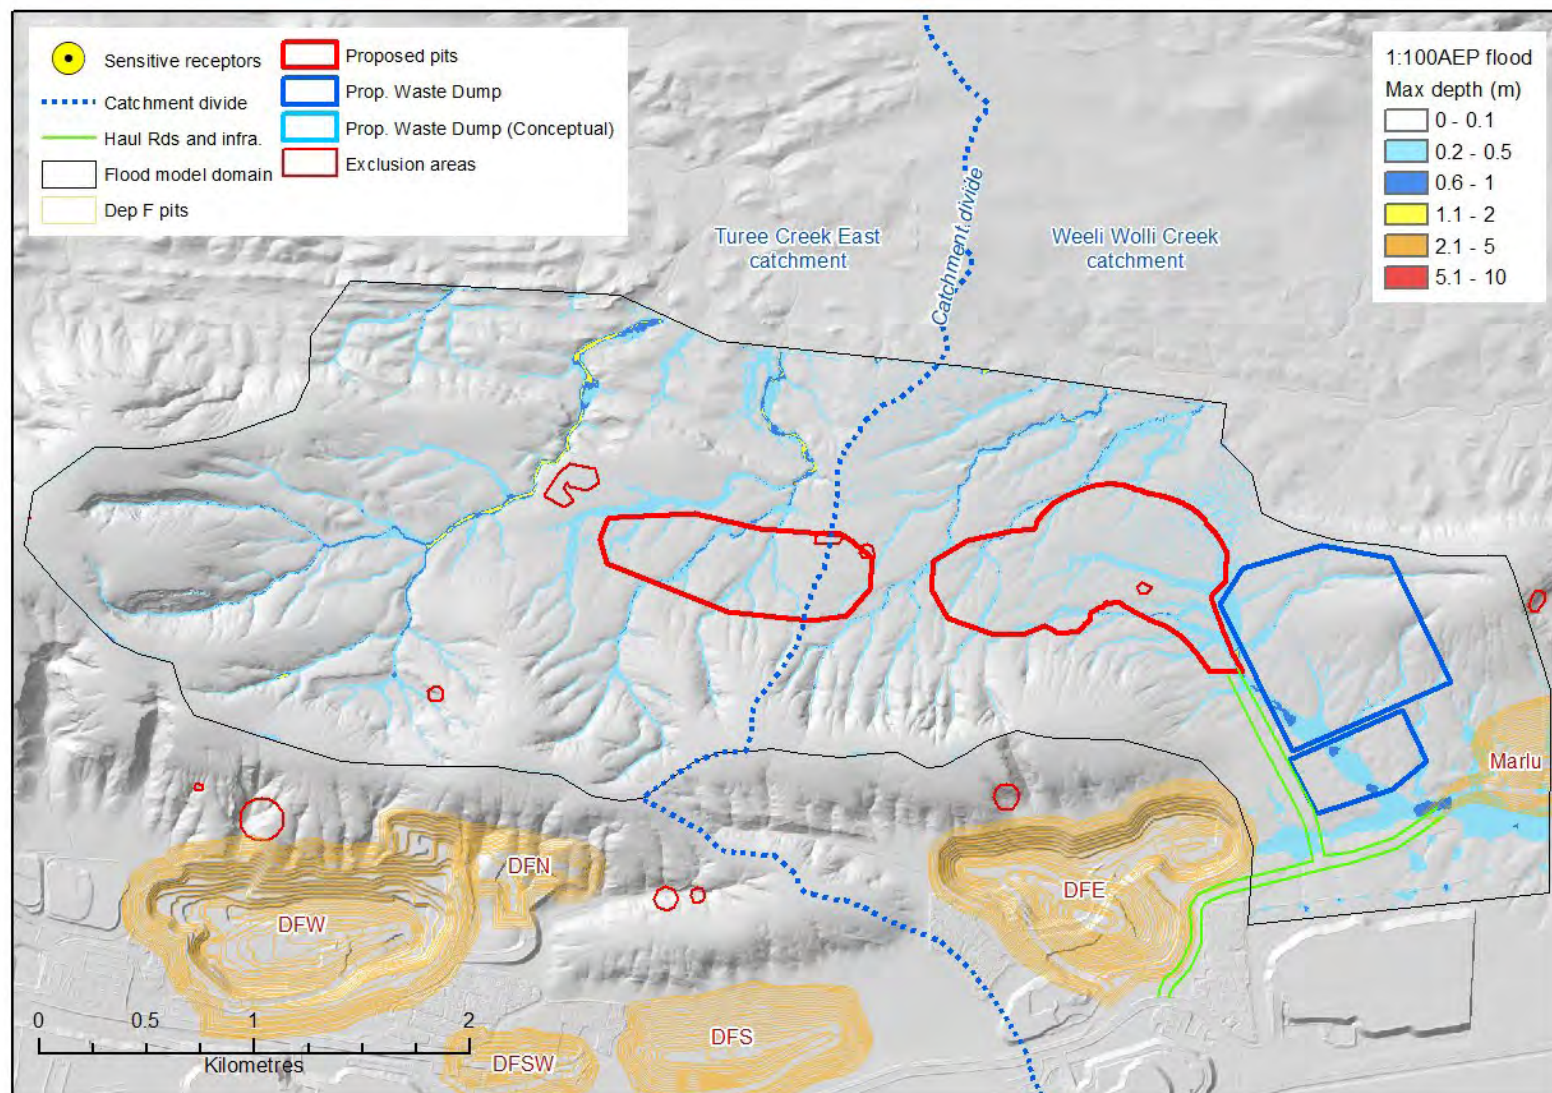 Sensitive receptors
Catchment divide
Haul Rds and infra.
Flood model domain
Dep F pits
Proposed pits
Prop. Waste Dump
Prop. Waste Dump (Conceptual)
Exclusion areas
1:100AEP flood
Max depth (m)
0 - 0.1
0.2 - 0.5
0.6 - 1
1.1 - 2
2.1 - 5
5.1 - 10
Turee Creek East
catchment
Catchment divide
Weeli Wolli Creek
catchment
Marlu
DFN
DFE
DFW
DFS
DFSW
0 0.5 1 2
Kilometres